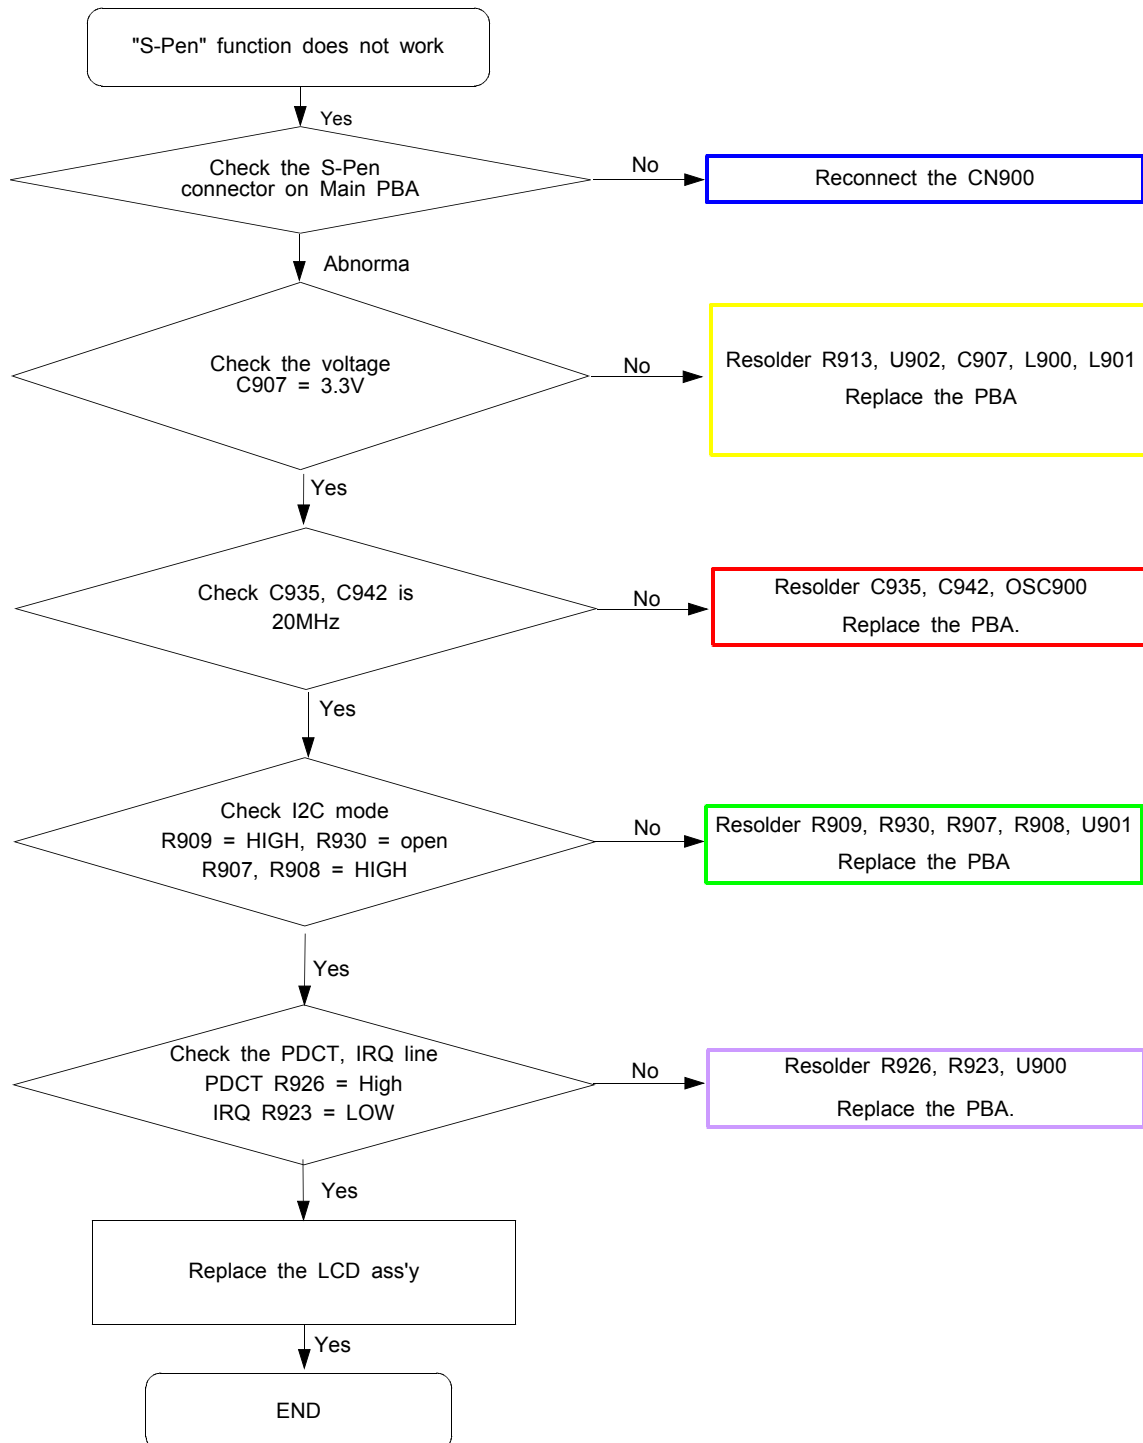 "S-Pen" function does not work
Yes
Check the S-Pen
connector on Main PBA
No
Reconnect the CN900
Abnorma
Check the voltage
C907 = 3.3V
No
Resolder R913, U902, C907, L900, L901
Replace the PBA
Yes
Check C935, C942 is
20MHz
No
Resolder C935, C942, OSC900
Replace the PBA.
Yes
Check I2C mode
R909 = HIGH, R930 = open
R907, R908 = HIGH
No
Resolder R909, R930, R907, R908, U901
Replace the PBA
Yes
Check the PDCT, IRQ line
PDCT R926 = High
IRQ R923 = LOW
No
Resolder R926, R923, U900
Replace the PBA.
Yes
Replace the LCD ass'y
Yes
END